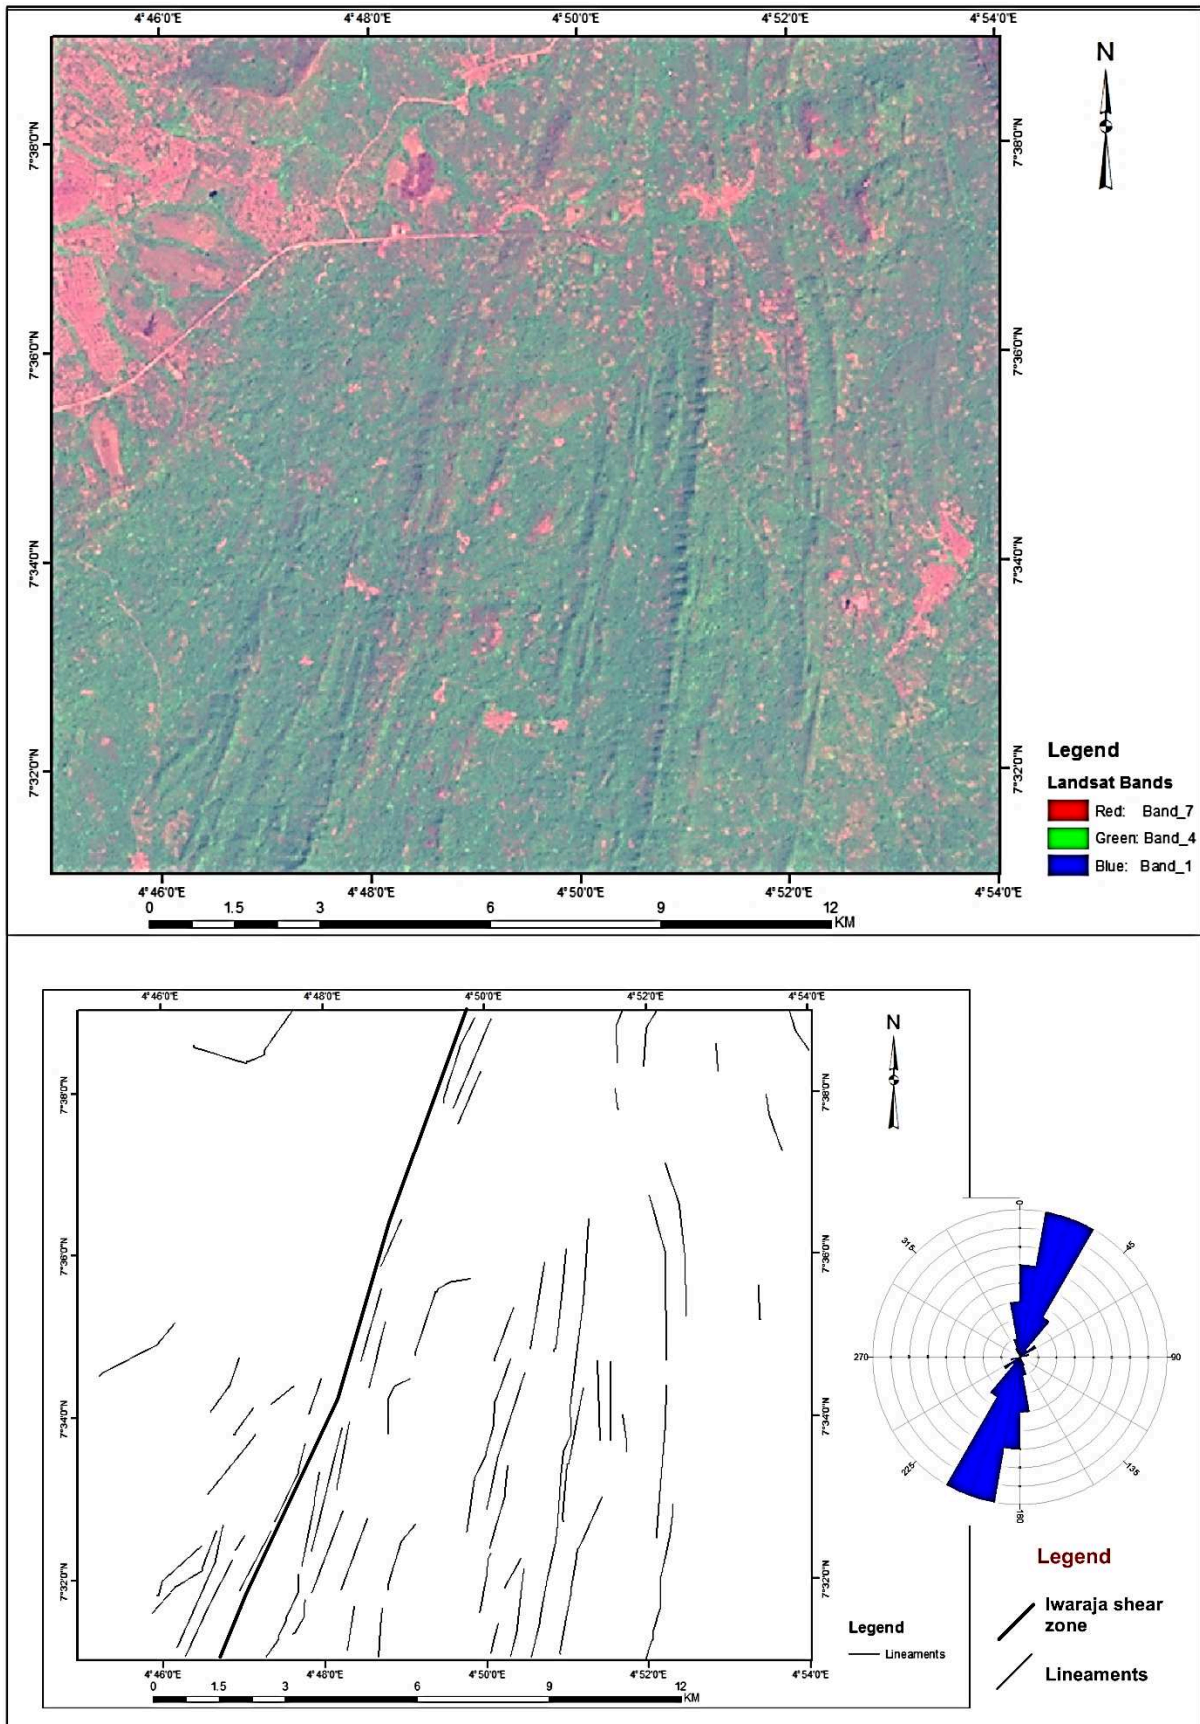 4°46'0"E 4°48'0"E 4°50'0"E 4°52'0"E 4°54'0"E
N
7°38'0"N 7°38'0"N
7°36'0"N 7°36'0"N
7°34'0"N 7°34'0"N
7°32'0"N 7°32'0"N
Legend
Landsat Bands
Red: Band_7
Green: Band_4
Blue: Band_1
4°46'0"E 4°48'0"E 4°50'0"E 4°52'0"E 4°54'0"E
0 1.5 3 6 9 12
KM
4°46'0"E 4°48'0"E 4°50'0"E 4°52'0"E 4°54'0"E
N
7°38'0"N 7°38'0"N
7°36'0"N 7°36'0"N
7°34'0"N 7°34'0"N
7°32'0"N 7°32'0"N
0
315 45
270 90
225 135
180
Legend
Iwaraja shear
zone
Lineaments
Legend
Lineaments
4°46'0"E 4°48'0"E 4°50'0"E 4°52'0"E 4°54'0"E
0 1.5 3 6 9 12
KM